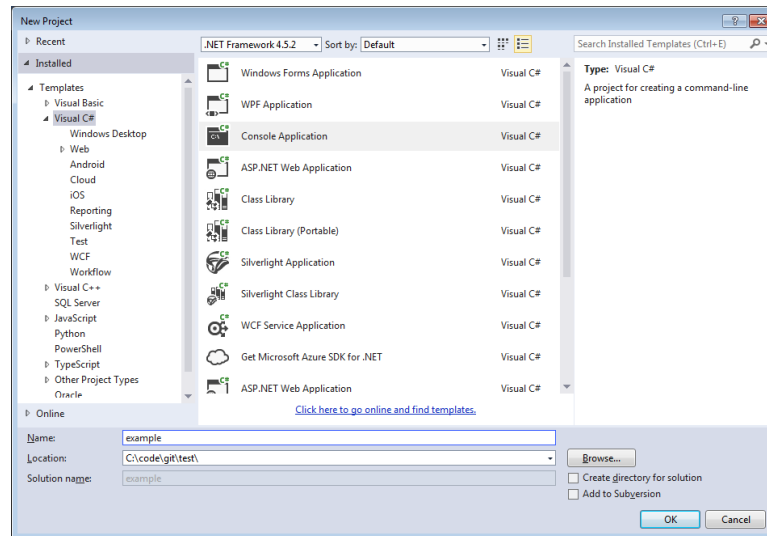 New Project
Recent
Installed
Templates
Visual Basic
Visual C#
Windows Desktop
Web
Android
Cloud
iOS
Reporting
Silverlight
Test
WCF
Workflow
Visual C++
SQL Server
JavaScript
Python
PowerShell
TypeScript
Other Project Types
Oracle
Online
.NET Framework 4.5.2 Sort by: Default
Windows Forms Application Visual C#
WPF Application Visual C#
Console Application Visual C#
ASP.NET Web Application Visual C#
Class Library Visual C#
Class Library (Portable) Visual C#
Silverlight Application Visual C#
Silverlight Class Library Visual C#
WCF Service Application Visual C#
Get Microsoft Azure SDK for .NET Visual C#
ASP.NET Web Application Visual C#
Click here to go online and find templates.
Search Installed Templates (Ctrl+E)
Type: Visual C#
A project for creating a command-line
application
Name: example
Location: C:\code\git\test\
Solution name: example
Browse...
Create directory for solution
Add to Subversion
OK Cancel